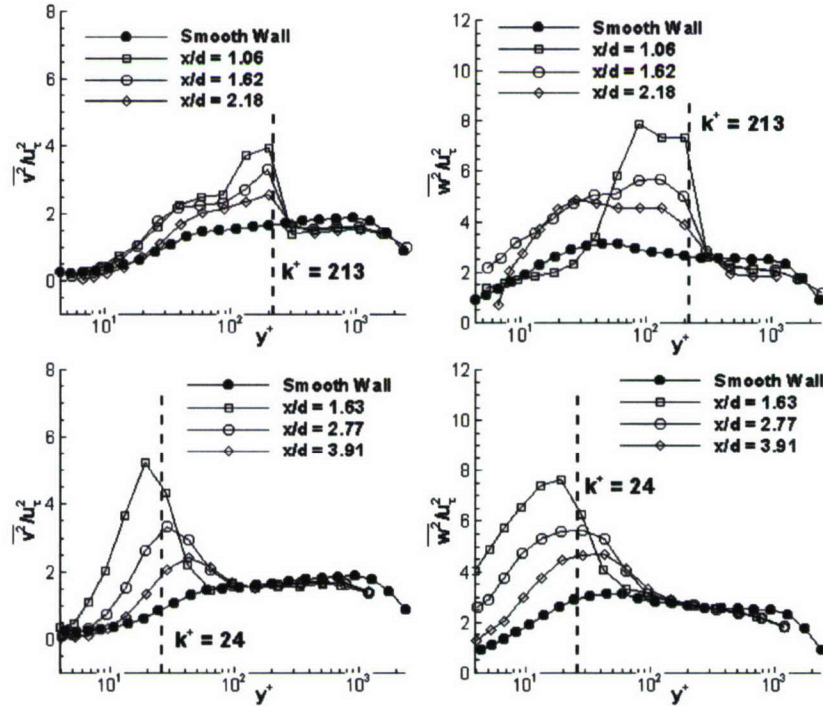 8
6
4
2
0
v²/u²τ
Smooth Wall
x/d = 1.06
x/d = 1.62
x/d = 2.18
k⁺ = 213
10¹
10²
10³
y⁺
12
10
8
6
4
2
0
w²/u²τ
Smooth Wall
x/d = 1.06
x/d = 1.62
x/d = 2.18
k⁺ = 213
10¹
10²
10³
y⁺
8
6
4
2
0
v²/u²τ
Smooth Wall
x/d = 1.63
x/d = 2.77
x/d = 3.91
k⁺ = 24
10¹
10²
10³
y⁺
12
10
8
6
4
2
0
w²/u²τ
Smooth Wall
x/d = 1.63
x/d = 2.77
x/d = 3.91
k⁺ = 24
10¹
10²
10³
y⁺